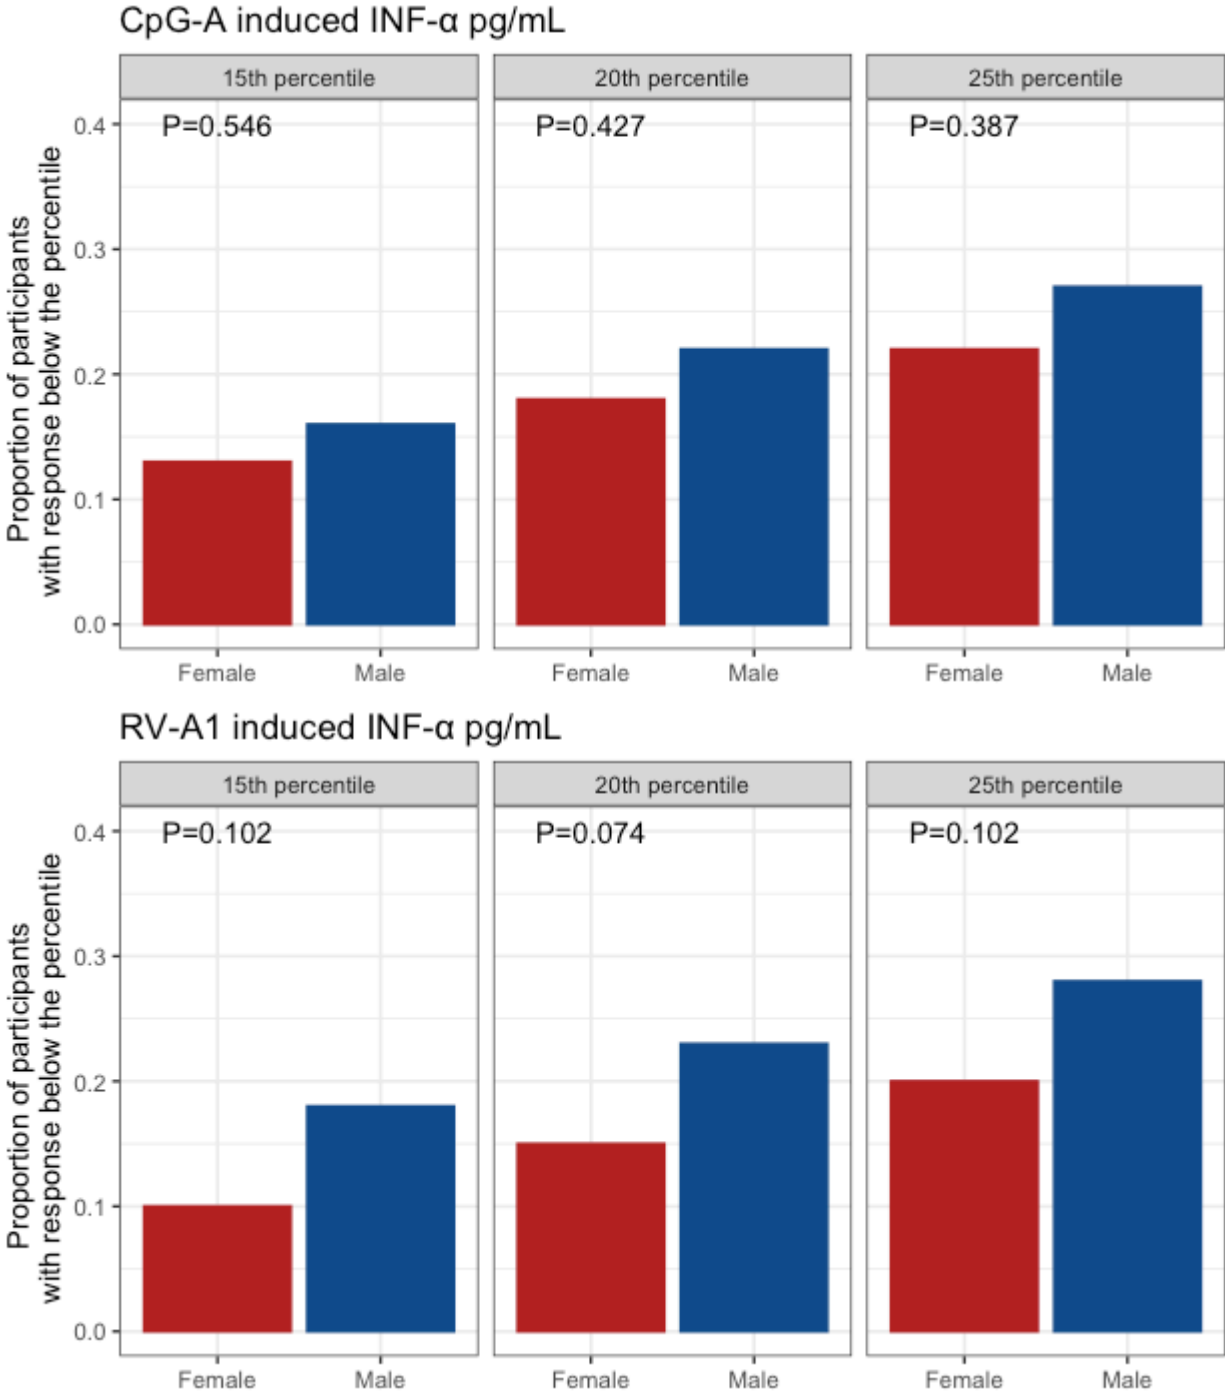 CpG-A induced INF-α pg/mL
15th percentile
20th percentile
25th percentile
P=0.546
P=0.427
P=0.387
Proportion of participants
with response below the percentile
0.4
0.3
0.2
0.1
0.0
Female
Male
Female
Male
Female
Male
RV-A1 induced INF-α pg/mL
15th percentile
20th percentile
25th percentile
P=0.102
P=0.074
P=0.102
Proportion of participants
with response below the percentile
0.4
0.3
0.2
0.1
0.0
Female
Male
Female
Male
Female
Male